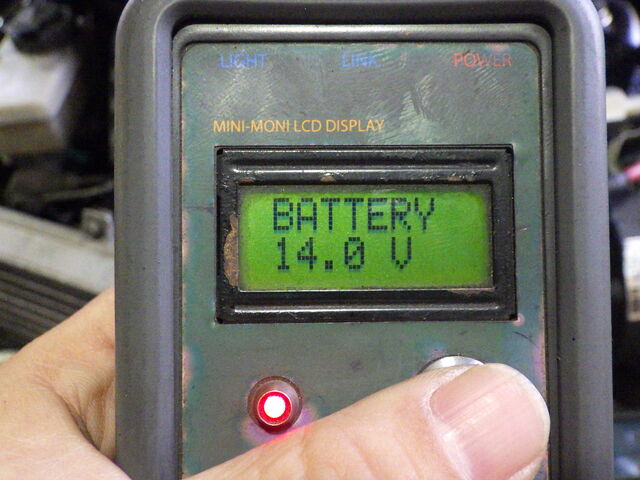 LIGHT LINK POWER
MINI-MONI LCD DISPLAY
BATTERY
14.0 V